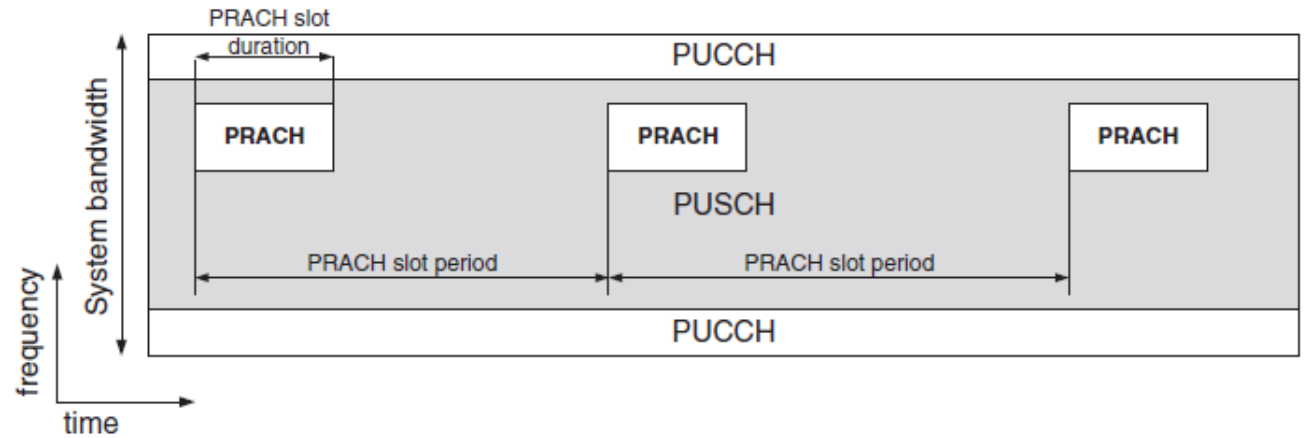 PRACH slot
duration
PUCCH
System bandwidth
PRACH
PRACH
PRACH
PUSCH
PRACH slot period
PRACH slot period
PUCCH
frequency
time